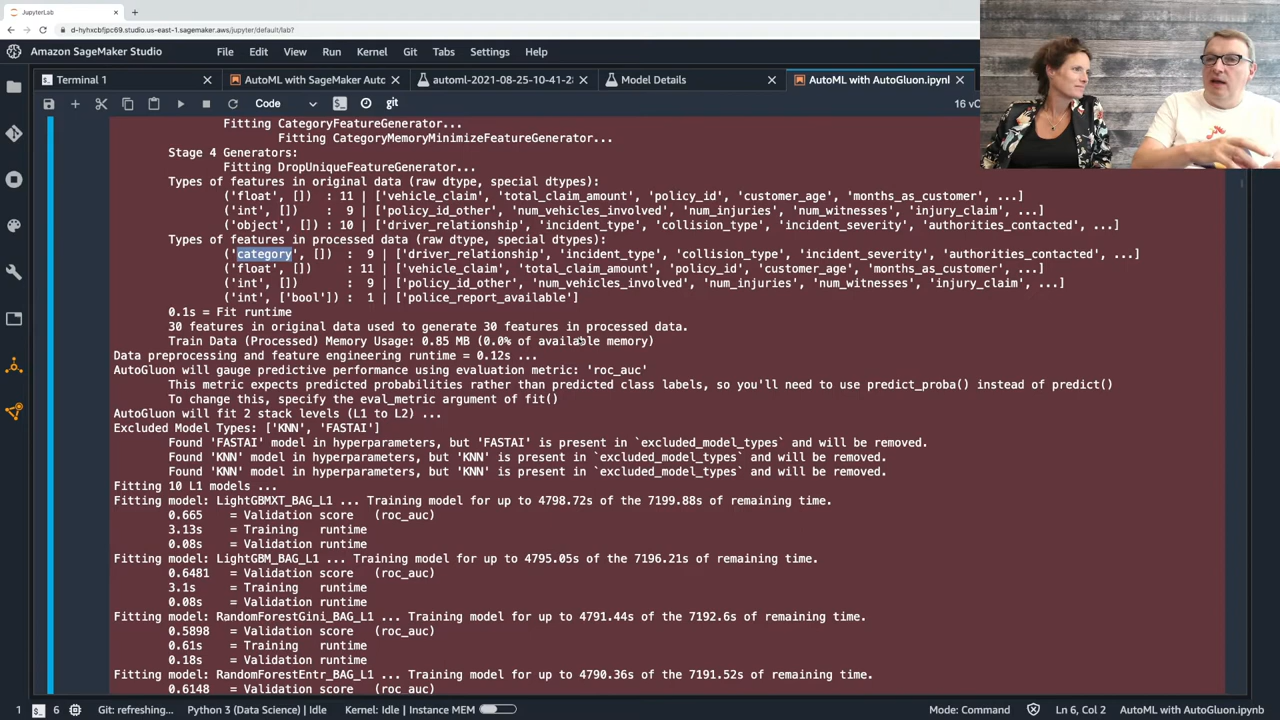 JupyterLab
d-hyhxcbfjpc69.studio.us-east-1.sagemaker.aws/jupyter/default/lab?
Amazon SageMaker Studio File Edit View Run Kernel Git Tabs Settings Help
Terminal 1 AutoML with SageMaker Auto automl-2021-08-25-10-41-2 Model Details AutoML with AutoGluon.ipynl
Code git 16 vC
Fitting CategoryFeatureGenerator...
Fitting CategoryMemoryMinimizeFeatureGenerator...
Stage 4 Generators:
Fitting DropUniqueFeatureGenerator...
Types of features in original data (raw dtype, special dtypes):
('float', []) : 11 | ['vehicle_claim', 'total_claim_amount', 'policy_id', 'customer_age', 'months_as_customer', ...]
('int', []) : 9 | ['policy_id_other', 'num_vehicles_involved', 'num_injuries', 'num_witnesses', 'injury_claim', ...]
('object', []) : 10 | ['driver_relationship', 'incident_type', 'collision_type', 'incident_severity', 'authorities_contacted', ...]
Types of features in processed data (raw dtype, special dtypes):
('category', []) : 9 | ['driver_relationship', 'incident_type', 'collision_type', 'incident_severity', 'authorities_contacted', ...]
('float', []) : 11 | ['vehicle_claim', 'total_claim_amount', 'policy_id', 'customer_age', 'months_as_customer', ...]
('int', []) : 9 | ['policy_id_other', 'num_vehicles_involved', 'num_injuries', 'num_witnesses', 'injury_claim', ...]
('int', ['bool']) : 1 | ['police_report_available']
0.1s = Fit runtime
30 features in original data used to generate 30 features in processed data.
Train Data (Processed) Memory Usage: 0.85 MB (0.0% of available memory)
Data preprocessing and feature engineering runtime = 0.12s ...
AutoGluon will gauge predictive performance using evaluation metric: 'roc_auc'
This metric expects predicted probabilities rather than predicted class labels, so you'll need to use predict_proba() instead of predict()
To change this, specify the eval_metric argument of fit()
AutoGluon will fit 2 stack levels (L1 to L2) ...
Excluded Model Types: ['KNN', 'FASTAI']
Found 'FASTAI' model in hyperparameters, but 'FASTAI' is present in `excluded_model_types` and will be removed.
Found 'KNN' model in hyperparameters, but 'KNN' is present in `excluded_model_types` and will be removed.
Found 'KNN' model in hyperparameters, but 'KNN' is present in `excluded_model_types` and will be removed.
Fitting 10 L1 models ...
Fitting model: LightGBMXT_BAG_L1 ... Training model for up to 4798.72s of the 7199.88s of remaining time.
0.665 = Validation score (roc_auc)
3.13s = Training runtime
0.08s = Validation runtime
Fitting model: LightGBM_BAG_L1 ... Training model for up to 4795.05s of the 7196.21s of remaining time.
0.6481 = Validation score (roc_auc)
3.1s = Training runtime
0.08s = Validation runtime
Fitting model: RandomForestGini_BAG_L1 ... Training model for up to 4791.44s of the 7192.6s of remaining time.
0.5898 = Validation score (roc_auc)
0.61s = Training runtime
0.18s = Validation runtime
Fitting model: RandomForestEntr_BAG_L1 ... Training model for up to 4790.36s of the 7191.52s of remaining time.
0.6148 = Validation score (roc_auc)
1 6 Git: refreshing... Python 3 (Data Science) | Idle Kernel: Idle | Instance MEM Mode: Command Ln 6, Col 2 AutoML with AutoGluon.ipynb